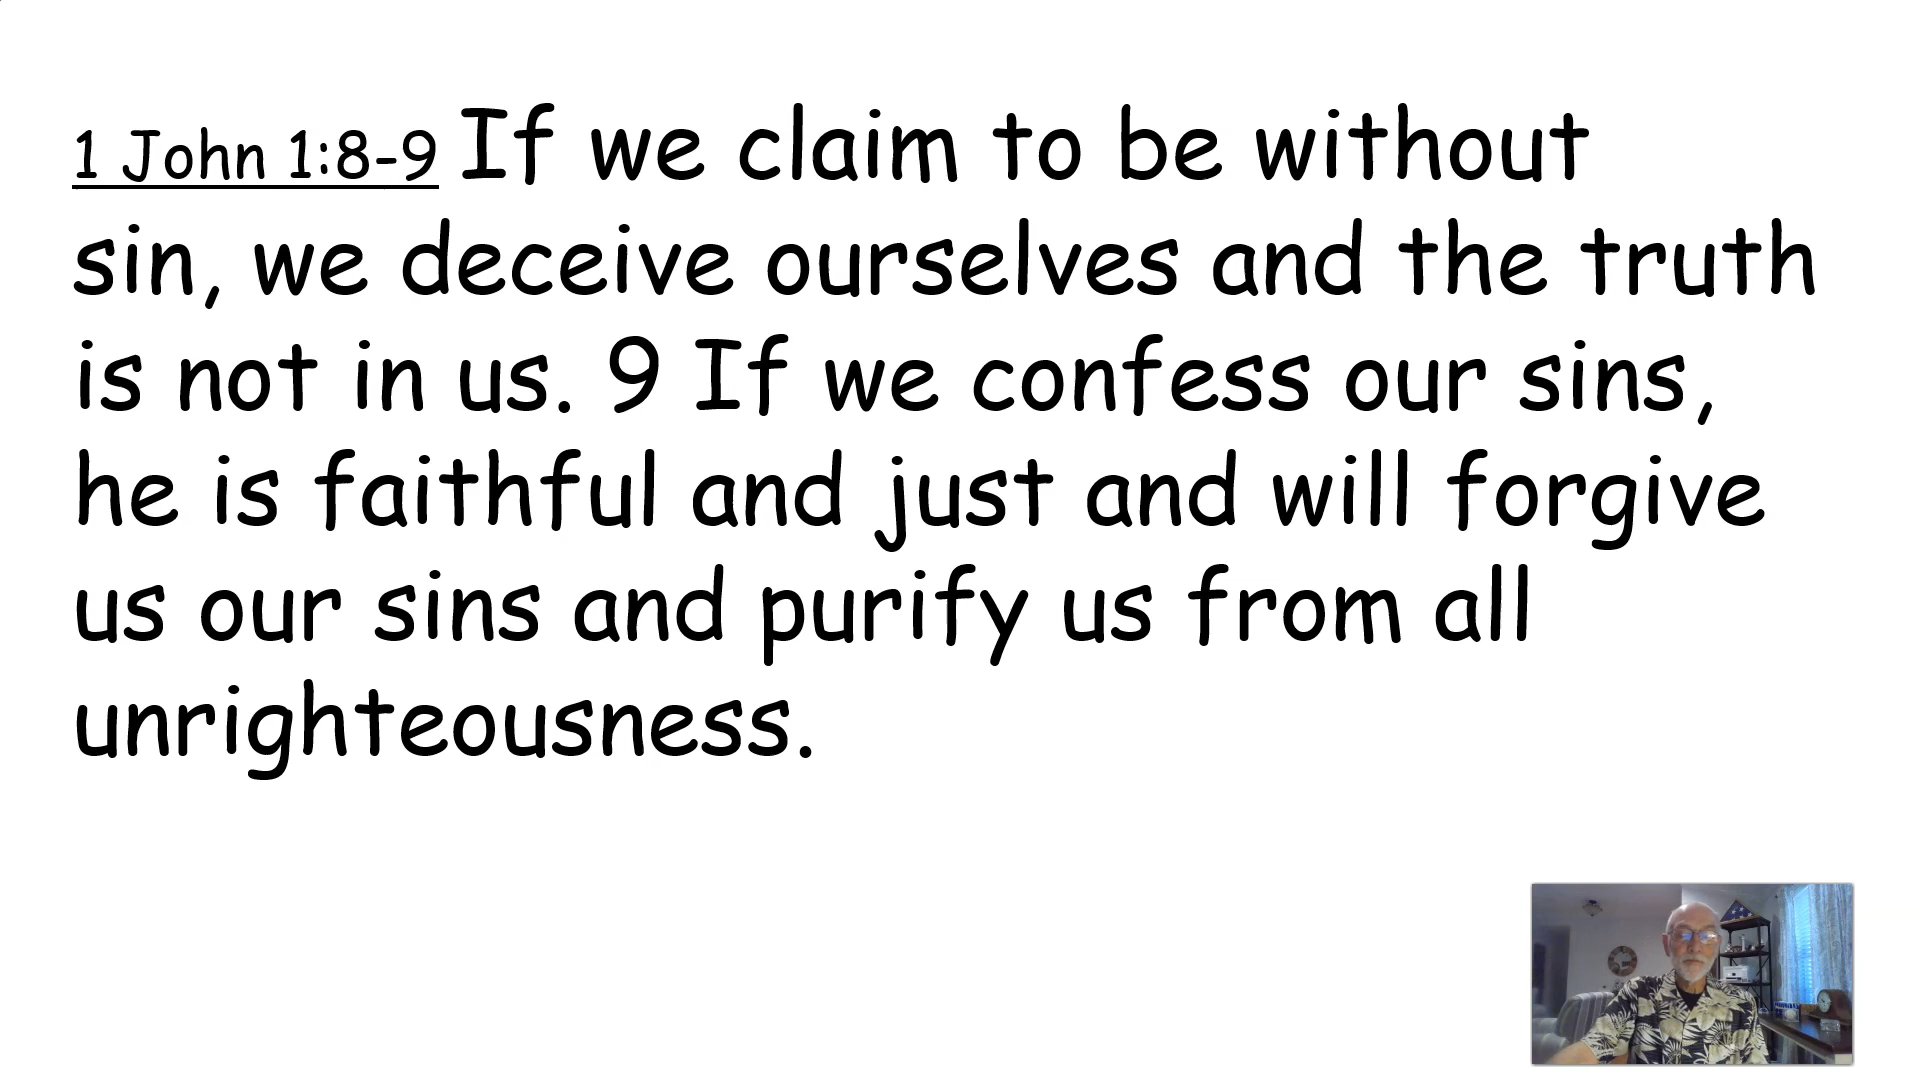 1 John 1:8-9 If we claim to be without
sin, we deceive ourselves and the truth
is not in us. 9 If we confess our sins,
he is faithful and just and will forgive
us our sins and purify us from all
unrighteousness.